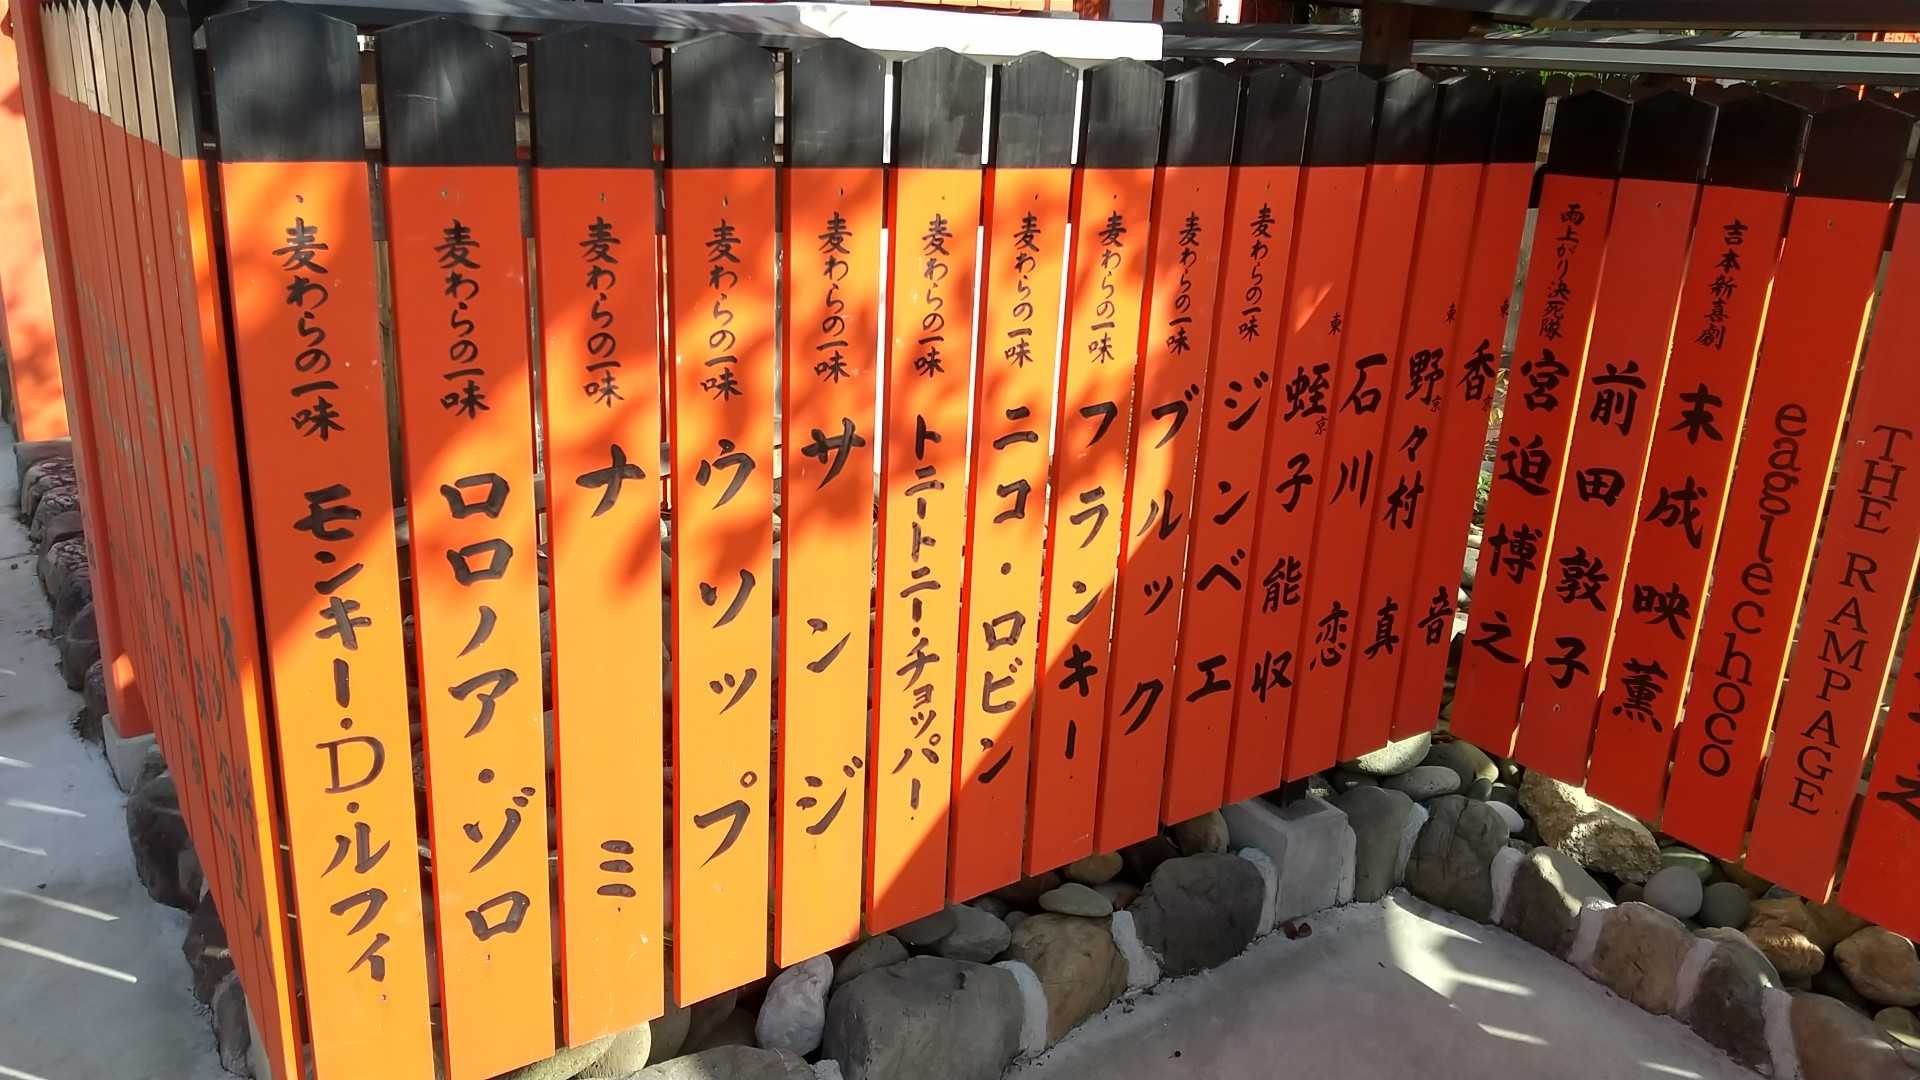 麦わらの一味 モンキー・D・ルフィ
麦わらの一味 ロロノア・ゾロ
麦わらの一味 ナミ
麦わらの一味 ウソップ
麦わらの一味 サンジ
麦わらの一味 トニートニー・チョッパー
麦わらの一味 ニコ・ロビン
麦わらの一味 フランキー
麦わらの一味 ブルック
麦わらの一味 ジンベエ
蛭子能収
東京 石川恋
野々村真
東京 香音
雨上がり決死隊 宮迫博之
前田敦子
吉本新喜劇 末成映薫
eaglechoco
THE RAMPAGE